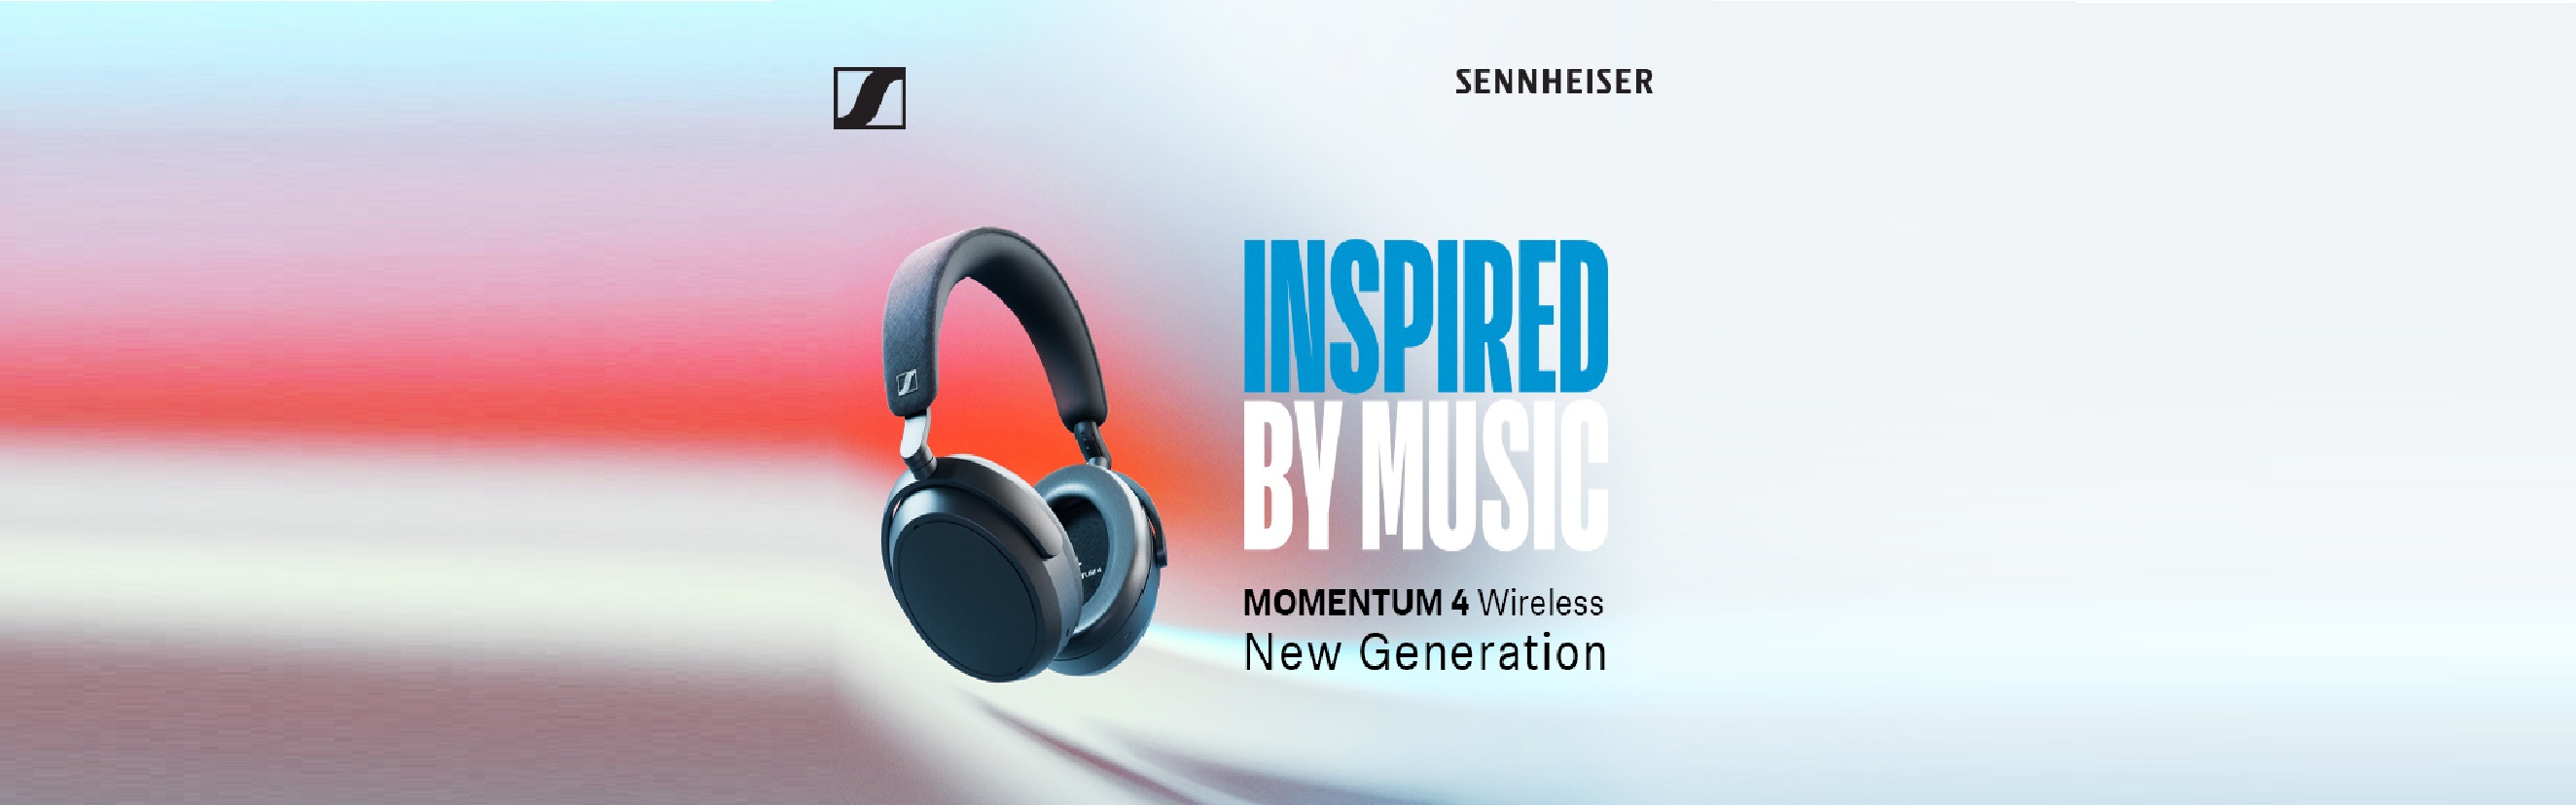 SENNHEISER
INSPIRED
BY MUSIC
MOMENTUM 4 Wireless
New Generation